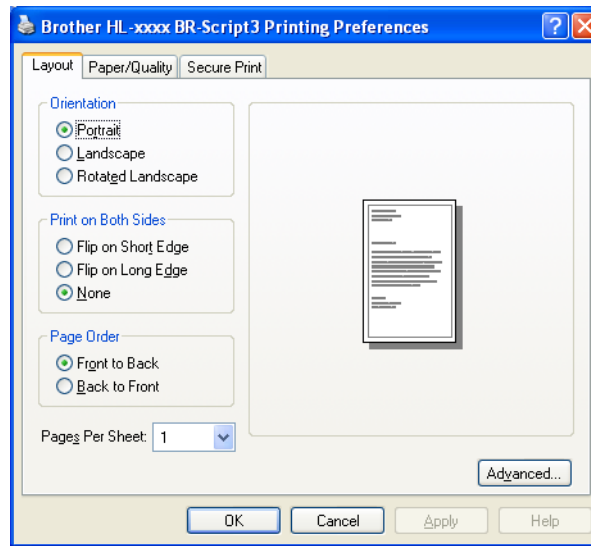 Brother HL-xxxx BR-Script3 Printing Preferences
Layout Paper/Quality Secure Print
Orientation
Portrait
Landscape
Rotated Landscape
Print on Both Sides
Flip on Short Edge
Flip on Long Edge
None
Page Order
Front to Back
Back to Front
Pages Per Sheet: 1
Advanced...
OK Cancel Apply Help